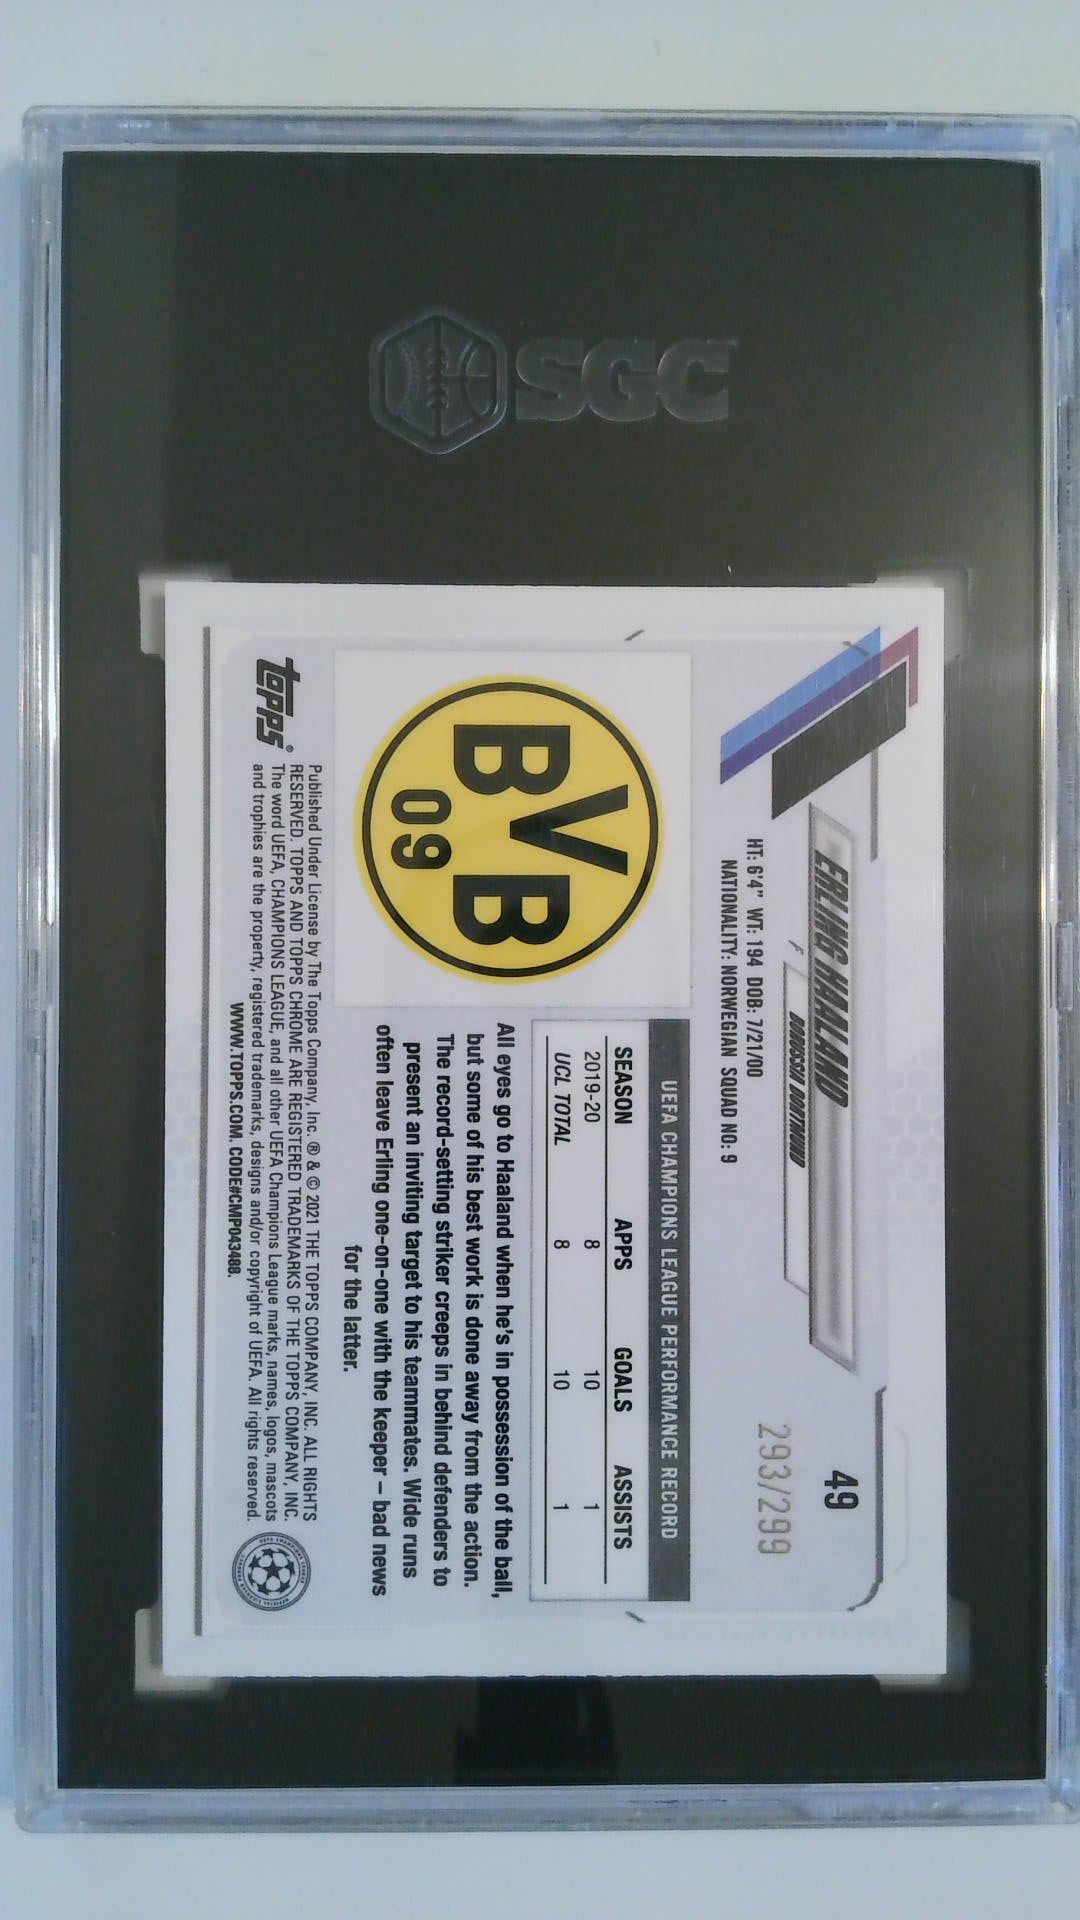 SGC
49
293/299
ERLING HAALAND
F BORUSSIA DORTMUND
HT: 6'4" WT: 194 DOB: 7/21/00
NATIONALITY: NORWEGIAN SQUAD NO: 9
BVB
09
UEFA CHAMPIONS LEAGUE PERFORMANCE RECORD
SEASON APPS GOALS ASSISTS
2019-20 8 10 1
UCL TOTAL 8 10 1
All eyes go to Haaland when he's in possession of the ball,
but some of his best work is done away from the action.
The record-setting striker creeps in behind defenders to
present an inviting target to his teammates. Wide runs
often leave Erling one-on-one with the keeper – bad news
for the latter.
topps®
Published Under License by The Topps Company, Inc. ® & © 2021 THE TOPPS COMPANY, INC. ALL RIGHTS
RESERVED. TOPPS AND TOPPS CHROME ARE REGISTERED TRADEMARKS OF THE TOPPS COMPANY, INC.
The word UEFA, CHAMPIONS LEAGUE, and all other UEFA Champions League marks, names, logos, mascots
and trophies are the property, registered trademarks, designs and/or copyright of UEFA. All rights reserved.
WWW.TOPPS.COM. CODE#CMP043488.